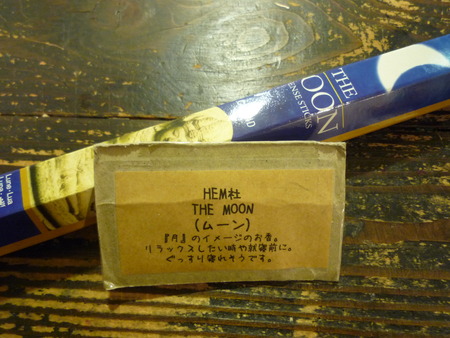 THE
MOON
INCENSE STICKS
HEM社
THE MOON
(ムーン)
『月』のイメージのお香。
リラックスしたい時や就寝前に。
ぐっすり寝れそうです。